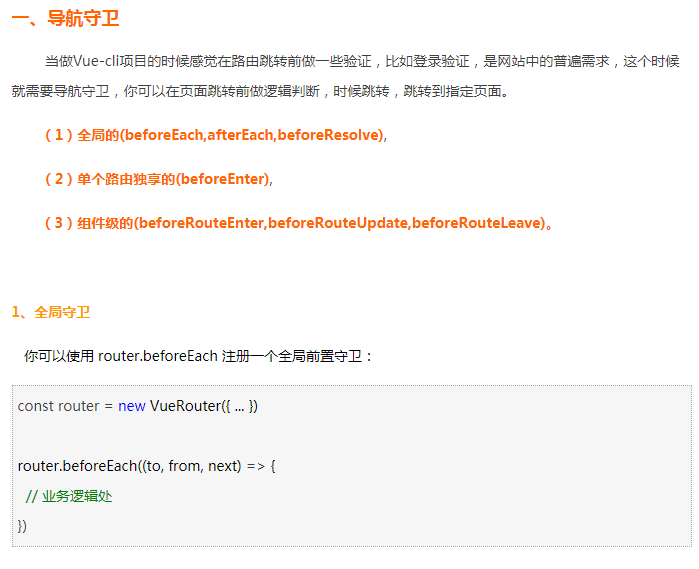 一、导航守卫
当做Vue-cli项目的时候感觉在路由跳转前做一些验证，比如登录验证，是网站中的普遍需求，这个时候
就需要导航守卫，你可以在页面跳转前做逻辑判断，时候跳转，跳转到指定页面。
（1）全局的(beforeEach,afterEach,beforeResolve),
（2）单个路由独享的(beforeEnter),
（3）组件级的(beforeRouteEnter,beforeRouteUpdate,beforeRouteLeave)。
1、全局守卫
你可以使用 router.beforeEach 注册一个全局前置守卫：
const router = new VueRouter({ ... })
router.beforeEach((to, from, next) => {
// 业务逻辑处
})